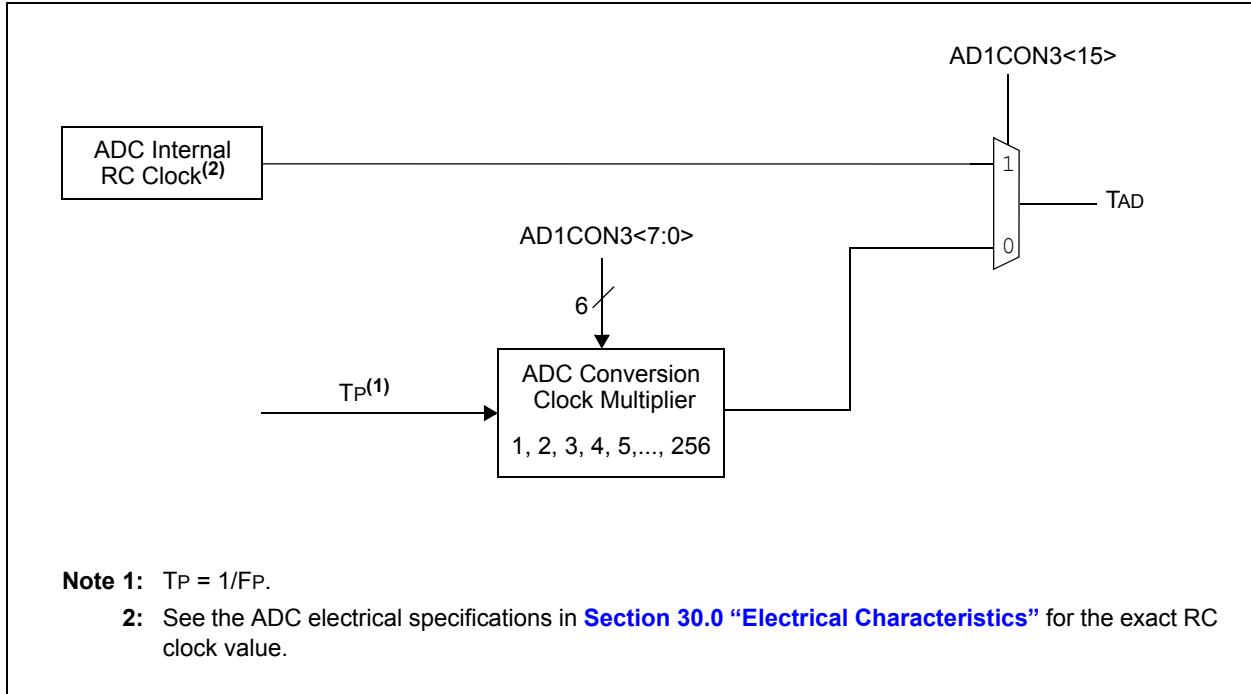 AD1CON3<15>
ADC Internal
RC Clock(2)
1
TAD
AD1CON3<7:0>
0
6
TP(1)
ADC Conversion
Clock Multiplier
1, 2, 3, 4, 5,..., 256
Note 1: TP = 1/FP.
2: See the ADC electrical specifications in Section 30.0 “Electrical Characteristics” for the exact RC
clock value.